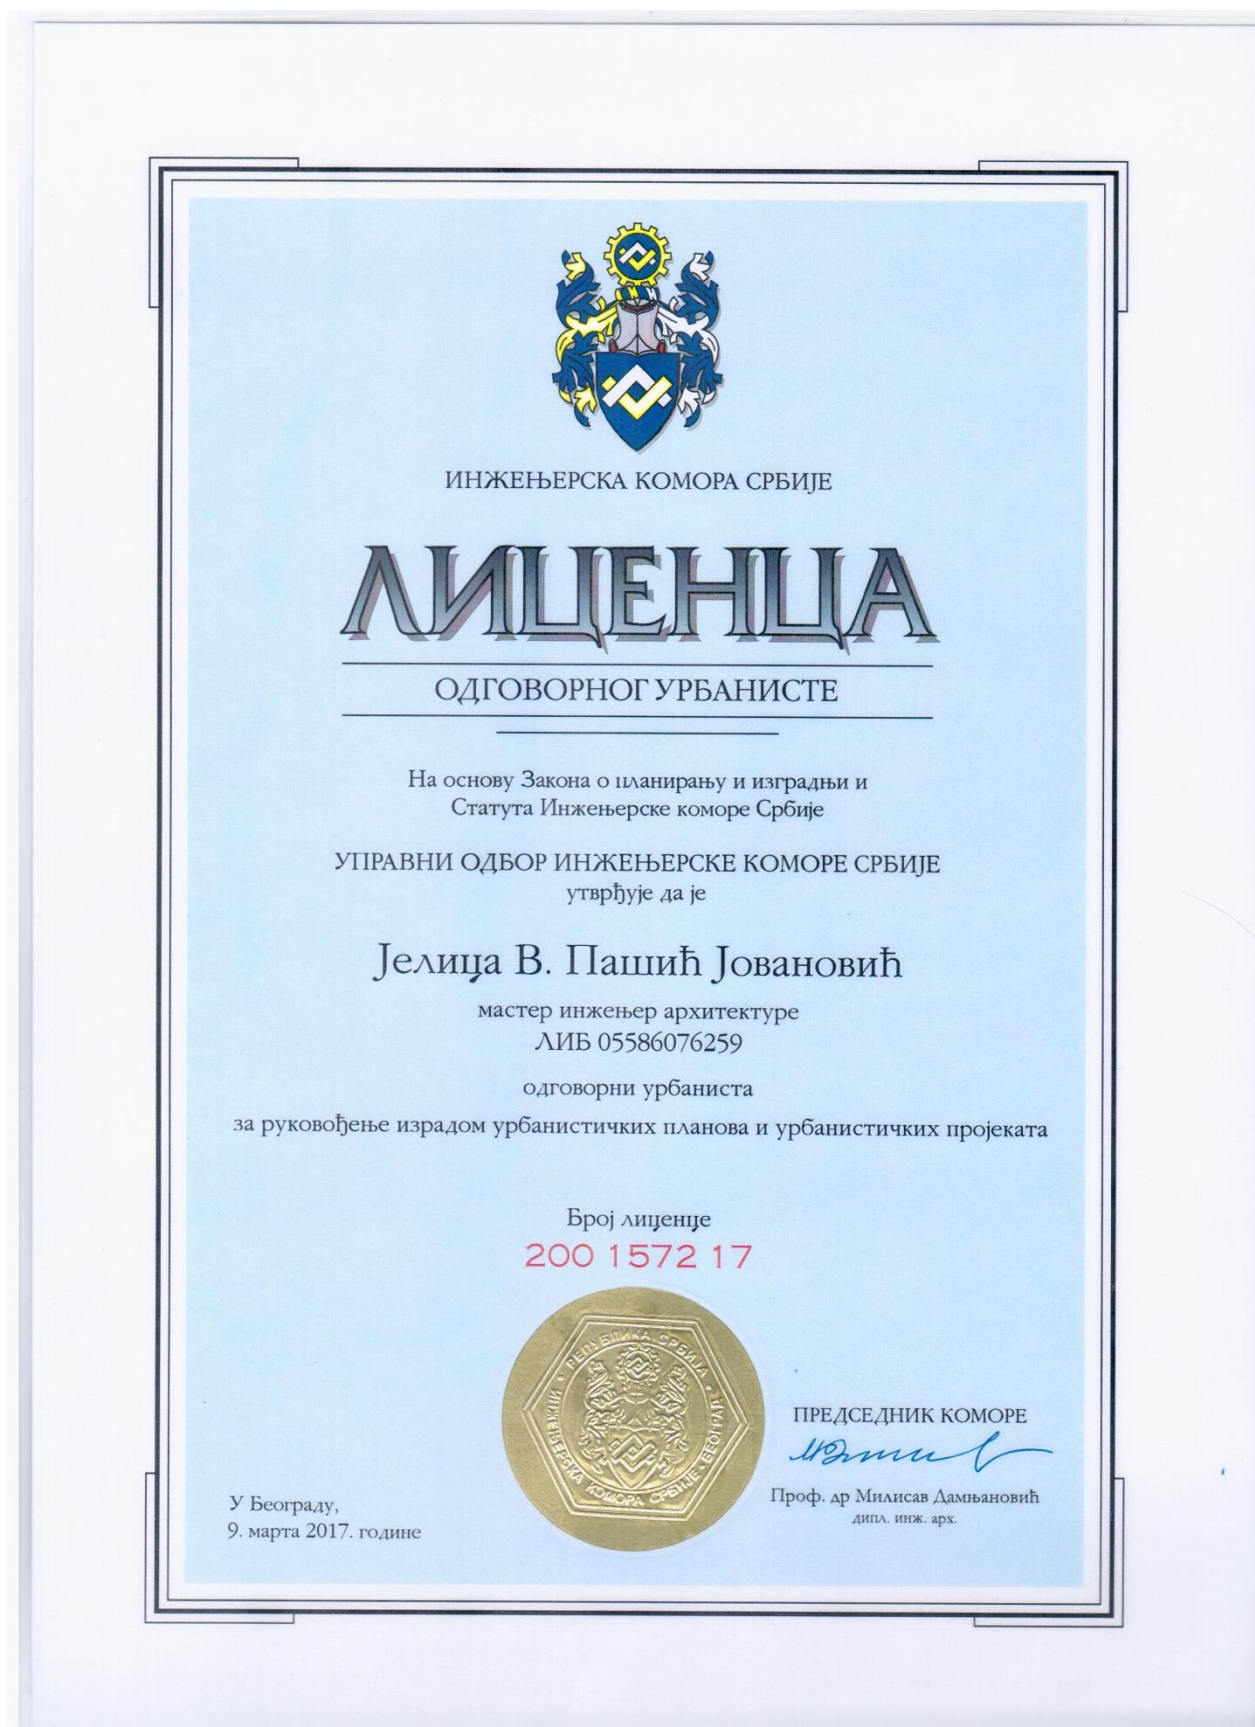 ИНЖЕЊЕРСКА КОМОРА СРБИЈЕ
ЛИЦЕНЦА
ОДГОВОРНОГ УРБАНИСТЕ
На основу Закона о планирању и изградњи и
Статута Инжењерске коморе Србије
УПРАВНИ ОДБОР ИНЖЕЊЕРСКЕ КОМОРЕ СРБИЈЕ
утврђује да је
Јелица В. Пашић Јовановић
мастер инжењер архитектуре
ЛИБ 05586076259
одговорни урбаниста
за руковођење израдом урбанистичких планова и урбанистичких пројеката
Број лиценце
200 1572 17
РЕПУБЛИКА СРБИЈА
ИНЖЕЊЕРСКА КОМОРА СРБИЈЕ · БЕОГРАД
ПРЕДСЕДНИК КОМОРЕ
Проф. др Милисав Дамњановић
дипл. инж. арх.
У Београду,
9. марта 2017. године